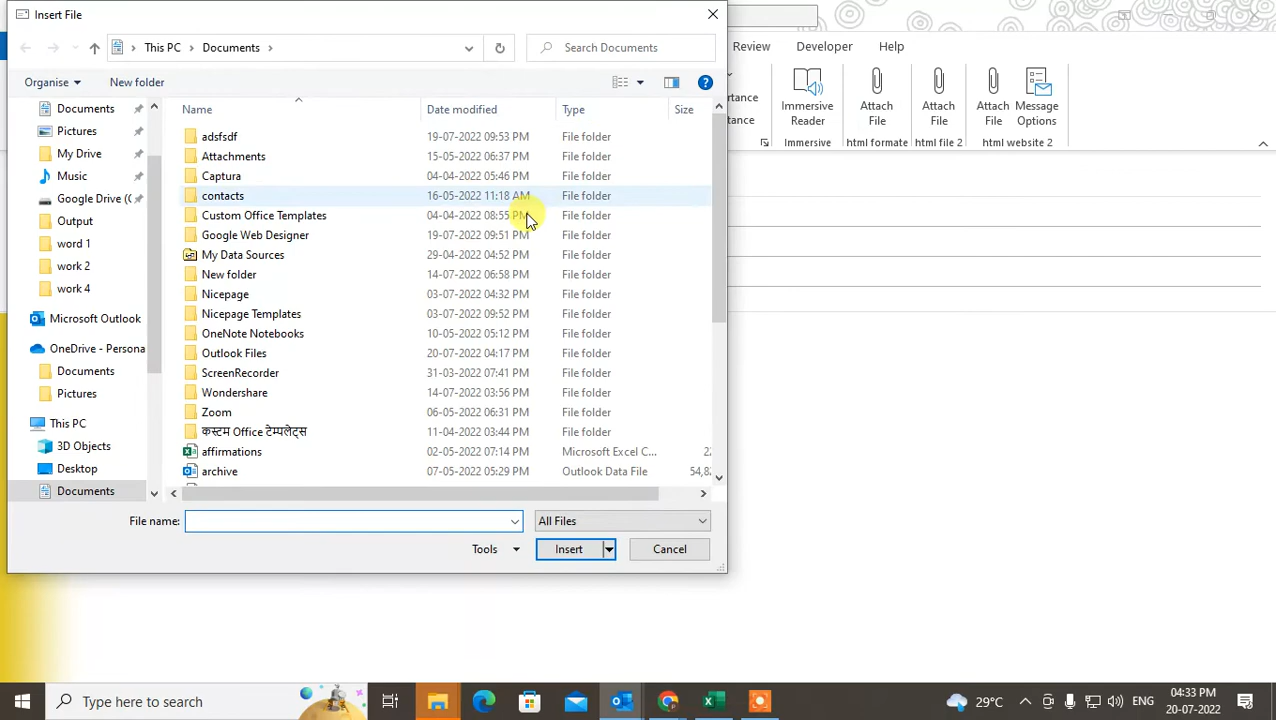 Insert File
This PC > Documents >
Search Documents
Organise
New folder
Review Developer Help
Immersive Reader
Attach File
Attach File
Attach File
Message Options
Immersive
html formate
html file 2
html website 2
Name Date modified Type Size
Documents
Pictures
My Drive
Music
Google Drive (
Output
word 1
work 2
work 4
Microsoft Outlook
OneDrive - Persona
Documents
Pictures
This PC
3D Objects
Desktop
Documents
adsfsdf 19-07-2022 09:53 PM File folder
Attachments 15-05-2022 06:37 PM File folder
Captura 04-04-2022 05:46 PM File folder
contacts 16-05-2022 11:18 AM File folder
Custom Office Templates 04-04-2022 08:55 PM File folder
Google Web Designer 19-07-2022 09:51 PM File folder
My Data Sources 29-04-2022 04:52 PM File folder
New folder 14-07-2022 06:58 PM File folder
Nicepage 03-07-2022 04:32 PM File folder
Nicepage Templates 03-07-2022 09:52 PM File folder
OneNote Notebooks 10-05-2022 05:12 PM File folder
Outlook Files 20-07-2022 04:17 PM File folder
ScreenRecorder 31-03-2022 07:41 PM File folder
Wondershare 14-07-2022 03:56 PM File folder
Zoom 06-05-2022 06:31 PM File folder
कस्टम Office टेम्पलेट्स 11-04-2022 03:44 PM File folder
affirmations 02-05-2022 07:14 PM Microsoft Excel C... 22
archive 07-05-2022 05:29 PM Outlook Data File 54,8
File name:
All Files
Tools Insert Cancel
Type here to search
29°C
04:33 PM
20-07-2022